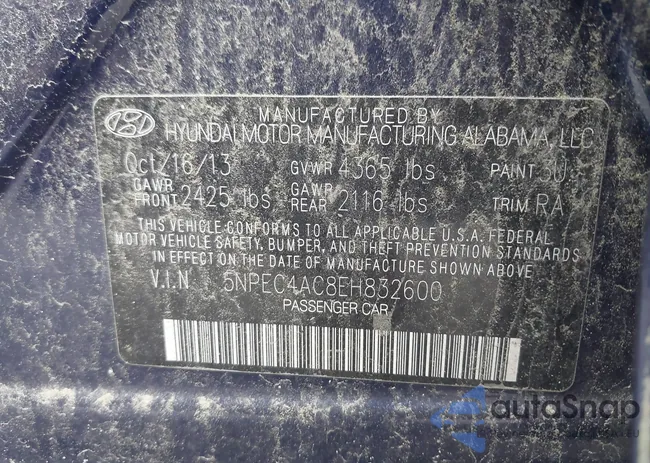 MANUFACTURED BY
HYUNDAI MOTOR MANUFACTURING ALABAMA, LLC
Oct/16/13 GVWR 4365 lbs PAINT 3U
GAWR FRONT 2425 lbs GAWR REAR 2116 lbs TRIM RA
THIS VEHICLE CONFORMS TO ALL APPLICABLE U.S.A. FEDERAL
MOTOR VEHICLE SAFETY, BUMPER, AND THEFT PREVENTION STANDARDS
IN EFFECT ON THE DATE OF MANUFACTURE SHOWN ABOVE
V.I.N 5NPEC4AC8EH832600
PASSENGER CAR
autoSnap